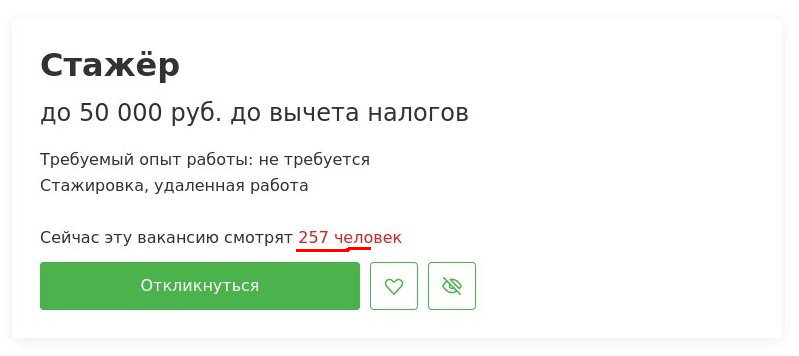 Стажёр
до 50 000 руб. до вычета налогов
Требуемый опыт работы: не требуется
Стажировка, удаленная работа
Сейчас эту вакансию смотрят 257 человек
Откликнуться